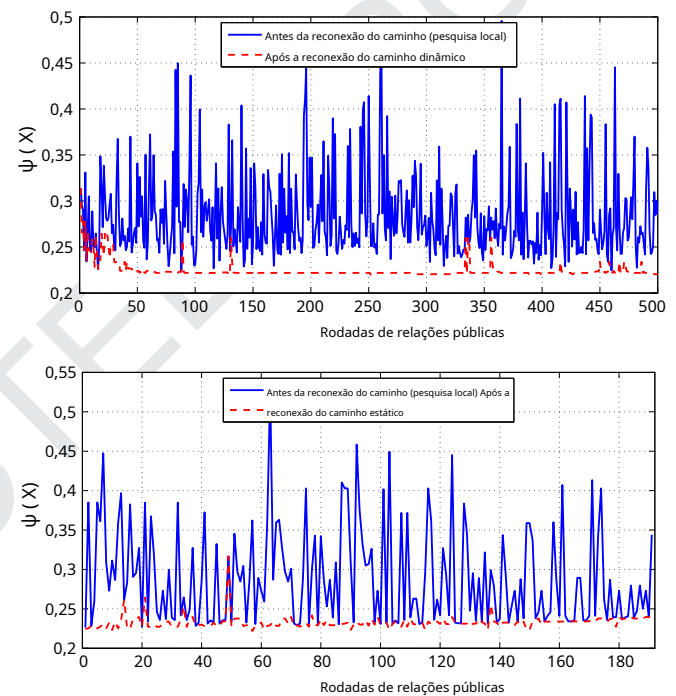 0,5
Antes da reconexão do caminho (pesquisa local)
Após a reconexão do caminho dinâmico
0,45
0,4
0,35
0,3
0,25
0,2
ψ ( X)
0 50 100 150 200 250 300 350 400 450 500
Rodadas de relações públicas
0,55
Antes da reconexão do caminho (pesquisa local) Após a
reconexão do caminho estático
0,5
0,45
0,4
0,35
0,3
0,25
0,2
ψ ( X)
0 20 40 60 80 100 120 140 160 180
Rodadas de relações públicas